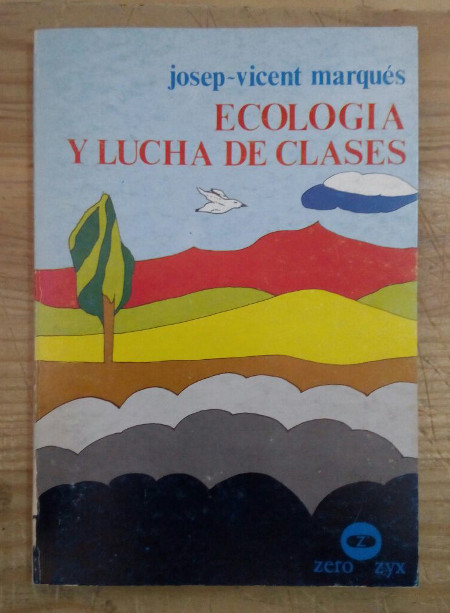 josep-vicent marqués
ECOLOGIA
Y LUCHA DE CLASES
z
zero zyx